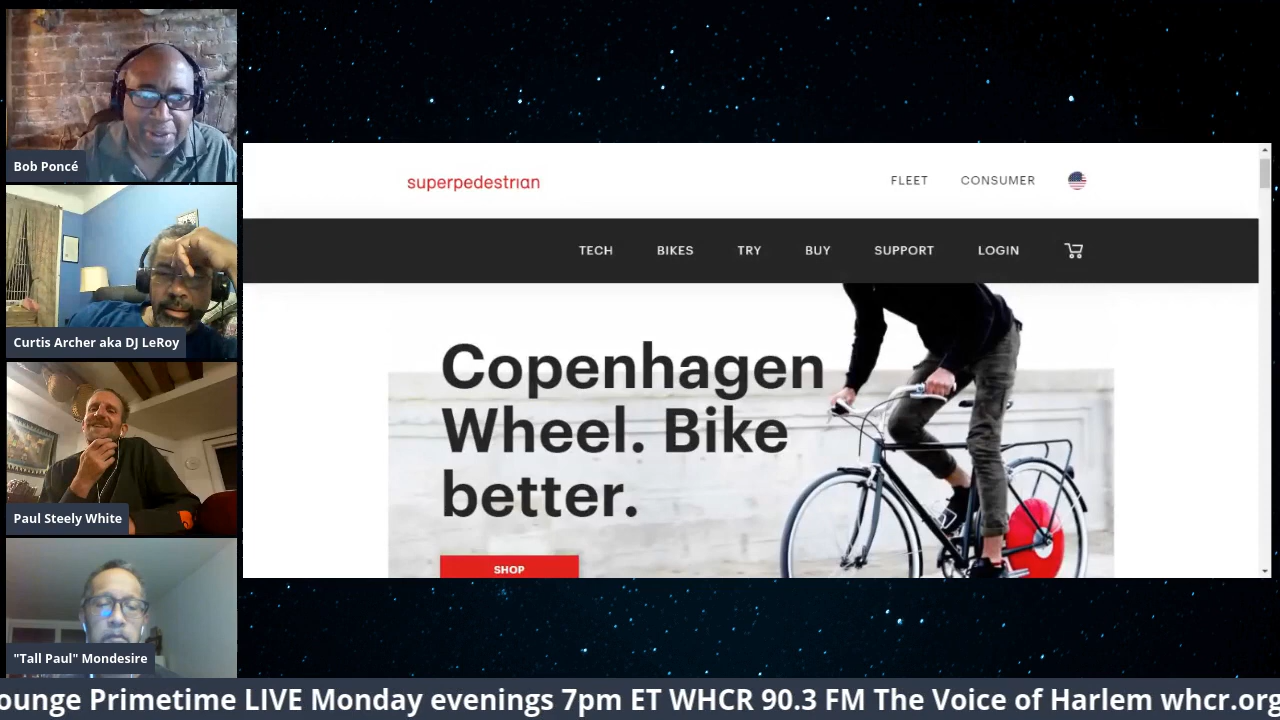 Bob Poncé
Curtis Archer aka DJ LeRoy
Paul Steely White
"Tall Paul" Mondesire
superpedestrian
FLEET CONSUMER
TECH BIKES TRY BUY SUPPORT LOGIN
Copenhagen
Wheel. Bike
better.
SHOP
ounge Primetime LIVE Monday evenings 7pm ET WHCR 90.3 FM The Voice of Harlem whcr.org